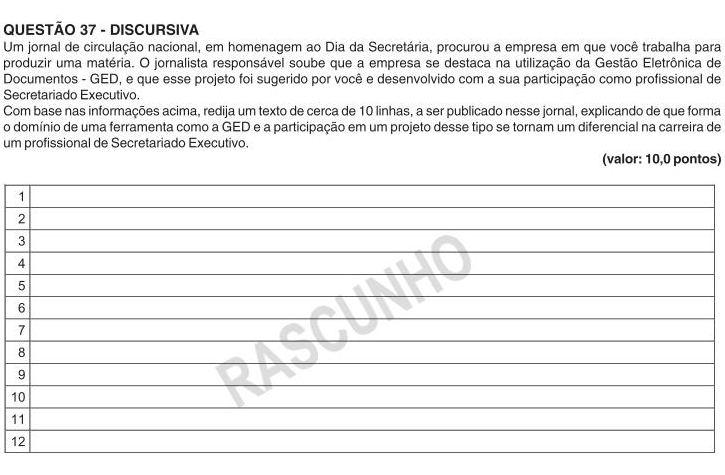 QUESTÃO 37 - DISCURSIVA
Um jornal de circulação nacional, em homenagem ao Dia da Secretária, procurou a empresa em que você trabalha para
produzir uma matéria. O jornalista responsável soube que a empresa se destaca na utilização da Gestão Eletrônica de
Documentos - GED, e que esse projeto foi sugerido por você e desenvolvido com a sua participação como profissional de
Secretariado Executivo.
Com base nas informações acima, redija um texto de cerca de 10 linhas, a ser publicado nesse jornal, explicando de que forma
o domínio de uma ferramenta como a GED e a participação em um projeto desse tipo se tornam um diferencial na carreira de
um profissional de Secretariado Executivo.
(valor: 10,0 pontos)
1
2
3
4
5
6
7
8
9
10
11
12
RASCUNHO